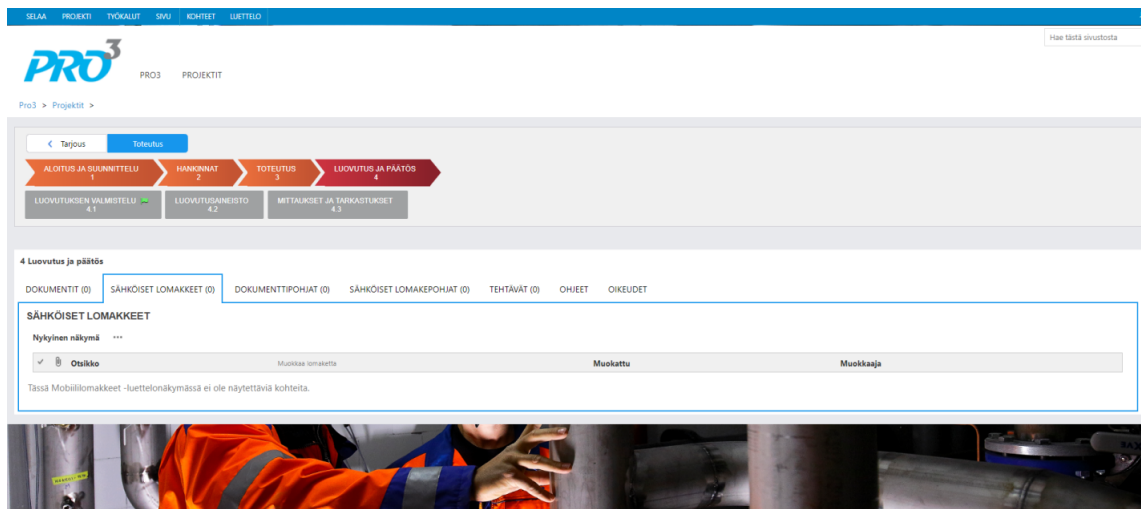 SELAA PROJEKTI TYÖKALUT SIVU KOHTEET LUETTELO
Hae tästä sivustosta
PRO3 PRO3 PROJEKTIT
Pro3 > Projektit >
< Tarjous Toteutus
ALOITUS JA SUUNNITTELU HANKINNAT TOTEUTUS LUOVUTUS JA PÄÄTÖS
1 2 3 4
LUOVUTUKSEN VALMISTELU LUOVUTUSAINEISTO MITTAUKSET JA TARKASTUKSET
4.1 4.2 4.3
4 Luovutus ja päätös
DOKUMENTIT (0) SÄHKÖISET LOMAKKEET (0) DOKUMENTTIPOHJAT (0) SÄHKÖISET LOMAKEPOHJAT (0) TEHTÄVÄT (0) OHJEET OIKEUDET
SÄHKÖISET LOMAKKEET
Nykyinen näkymä ...
Otsikko Muokkaa lomaketta Muokattu Muokkaaja
Tässä Mobiililomakkeet -luettelonäkymässä ei ole näytettäviä kohteita.